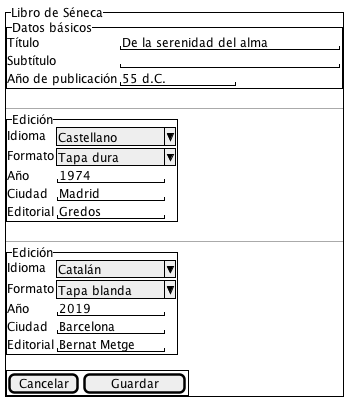 Libro de Séneca
Datos básicos
Título De la serenidad del alma
Subtítulo
Año de publicación 55 d.C.
Edición
Idioma Castellano
Formato Tapa dura
Año 1974
Ciudad Madrid
Editorial Gredos
Edición
Idioma Catalán
Formato Tapa blanda
Año 2019
Ciudad Barcelona
Editorial Bernat Metge
Cancelar Guardar